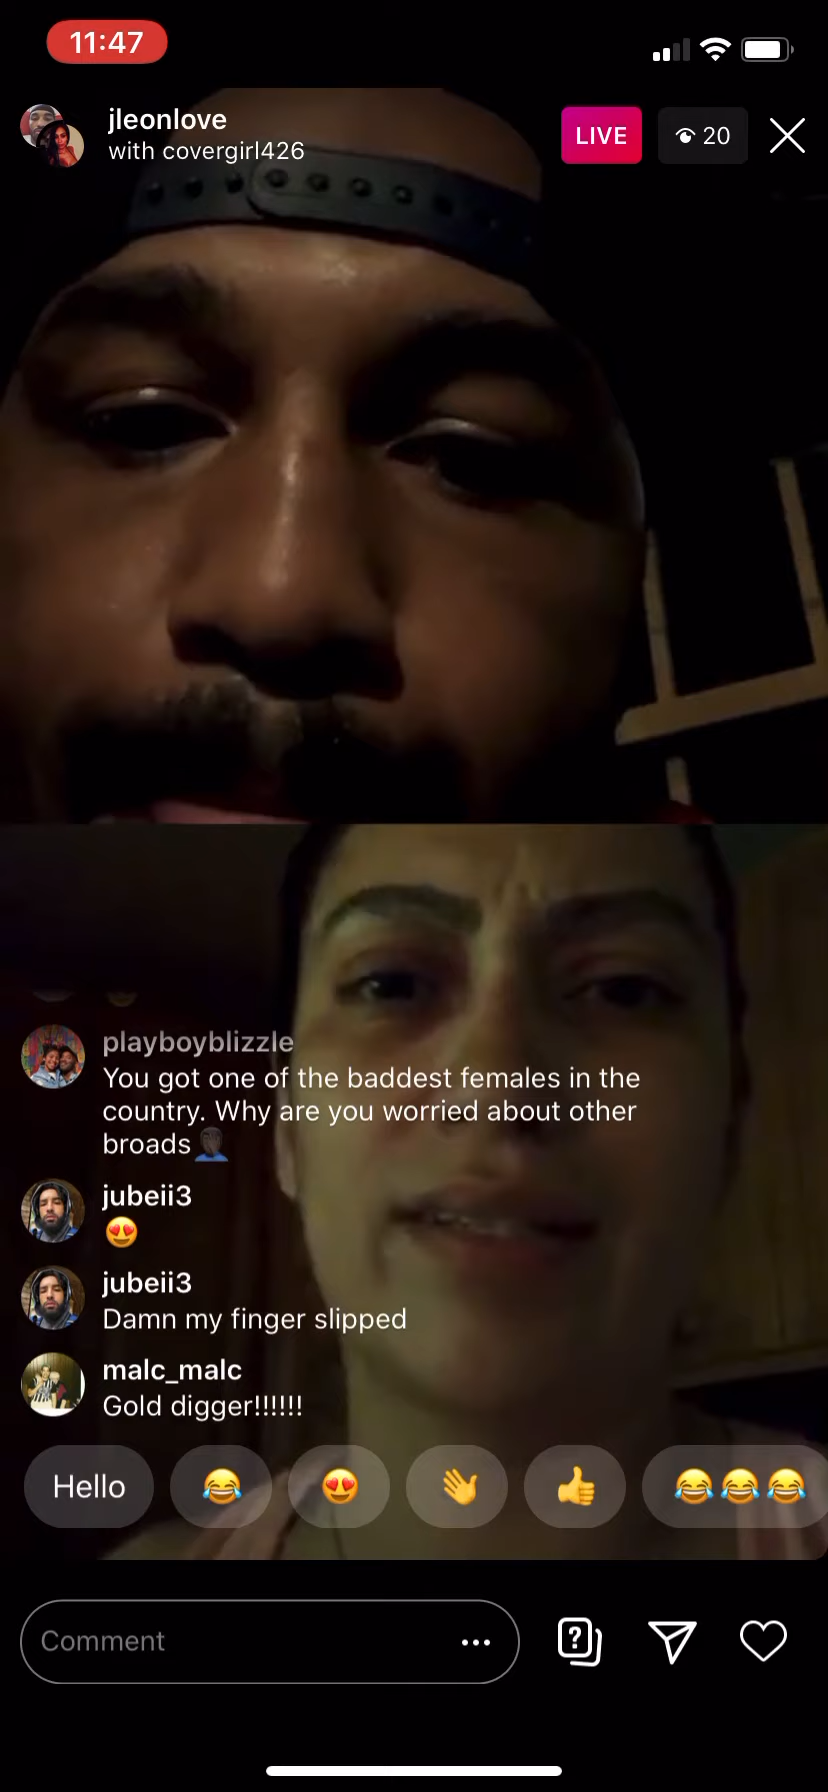 11:47
jleonlove
with covergirl426
LIVE
20
playboyblizzle
You got one of the baddest females in the
country. Why are you worried about other
broads🤦🏿‍♂️
jubeii3
😍
jubeii3
Damn my finger slipped
malc_malc
Gold digger!!!!!!
Hello 😂 😍 👋 👍 😂😂😂
Comment